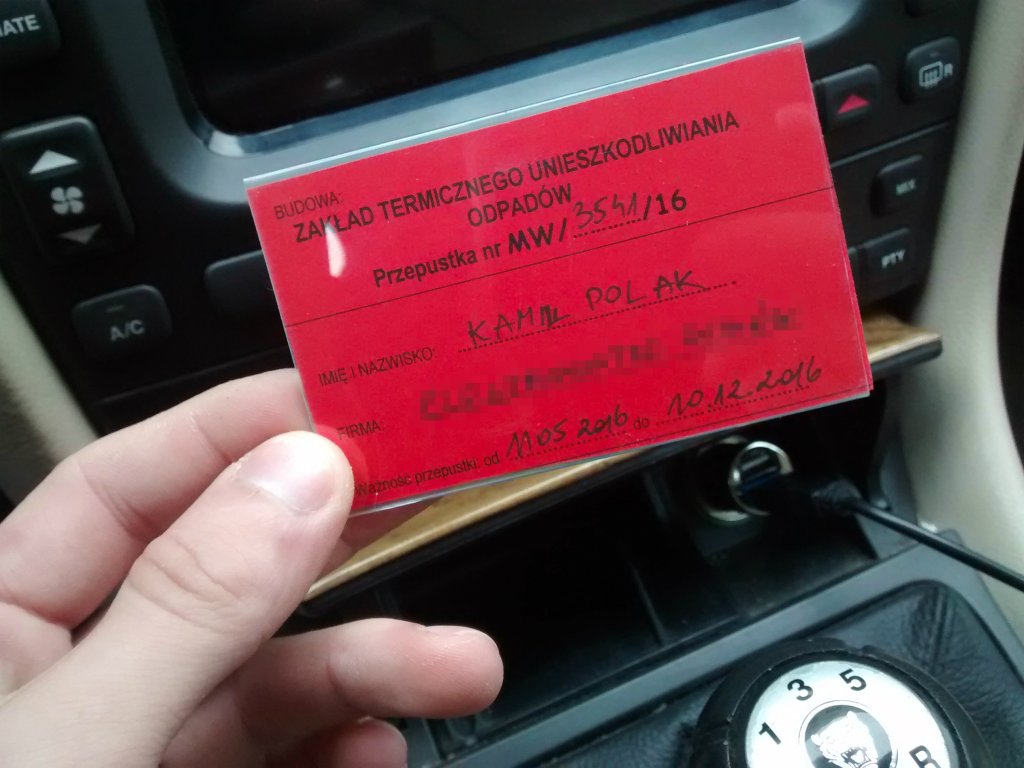 ATE
BUDOWA:
ZAKŁAD TERMICZNEGO UNIESZKODLIWIANIA
ODPADÓW
Przepustka nr MW/3541/16
IMIĘ I NAZWISKO: KAMIL POLAK
FIRMA:
Ważność przepustki: od 11 05 2016 do 10.12.2016
A/C
R
MIX
PTY
1 3 5
R